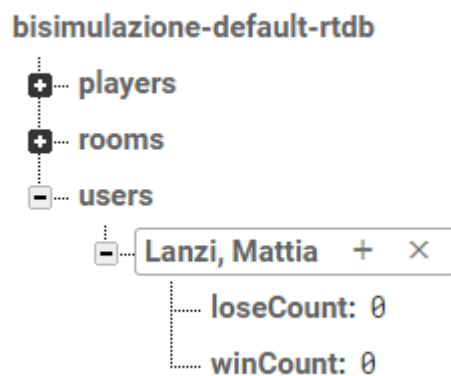 bisimulazione-default-rtdb
players
rooms
users
Lanzi, Mattia + ×
loseCount: 0
winCount: 0